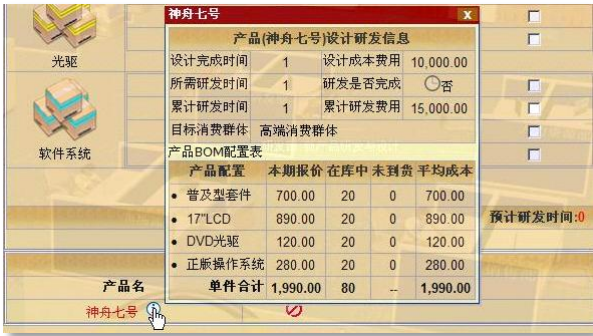 神舟七号 X
产品(神舟七号)设计研发信息
设计完成时间 1 设计成本费用 10,000.00
所需研发时间 1 研发是否完成 否
累计研发时间 1 累计研发费用 15,000.00
目标消费群体 高端消费群体
产品BOM配置表
产品配置 本期报价 在库中 未到货 平均成本
• 普及型套件 700.00 20 0 700.00
• 17"LCD 890.00 20 0 890.00
• DVD光驱 120.00 20 0 120.00
• 正版操作系统 280.00 20 0 280.00
单件合计 1,990.00 80 -- 1,990.00
光驱
软件系统
预计研发时间:0
产品名
神舟七号